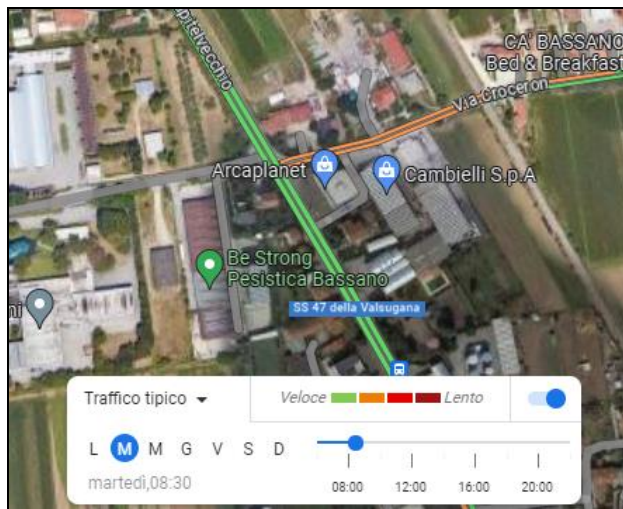 CA' BASSANO
Bed & Breakfast
Via Croceron
Arcaplanet
Cambielli S.p.A
Be Strong
Pesistica Bassano
SS 47 della Valsugana
Traffico tipico
Veloce
Lento
L M M G V S D
martedì,08:30
08:00 12:00 16:00 20:00